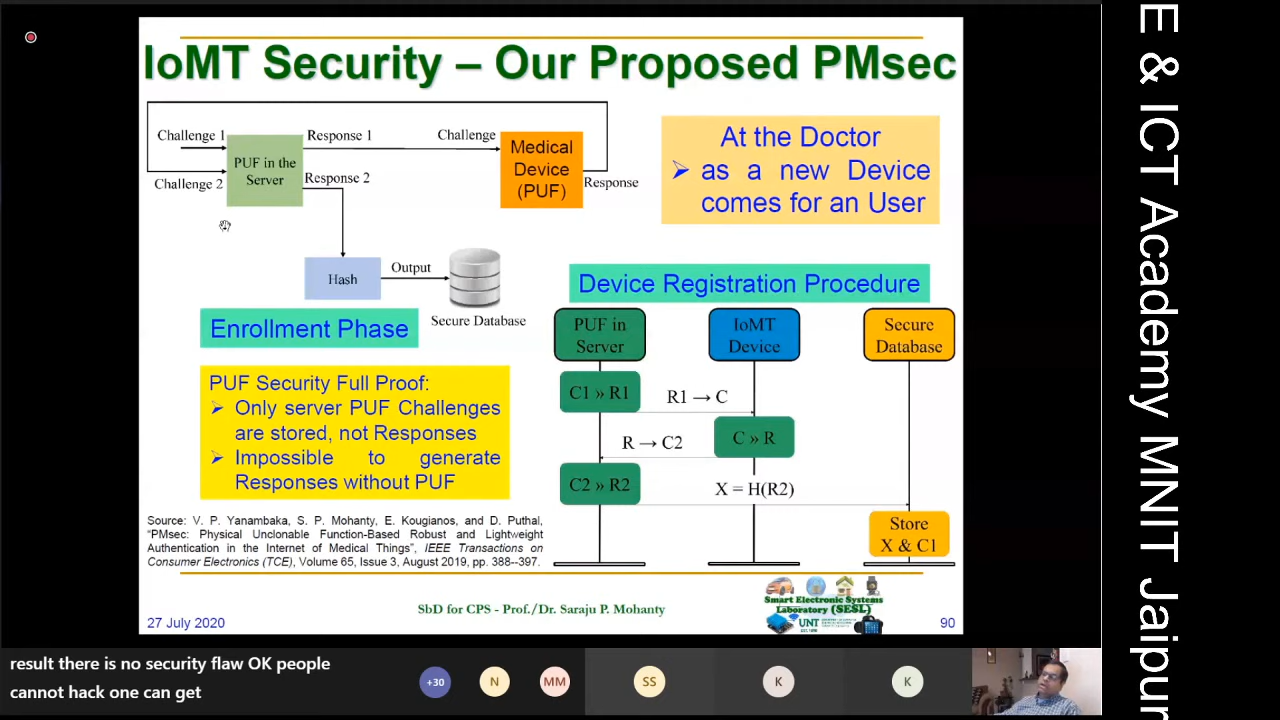 IoMT Security – Our Proposed PMsec
Challenge 1
Challenge 2
PUF in the
Server
Response 1
Response 2
Challenge
Medical
Device
(PUF)
Response
Hash
Output
Secure Database
At the Doctor
➢ as a new Device
comes for an User
Enrollment Phase
PUF Security Full Proof:
➢ Only server PUF Challenges
are stored, not Responses
➢ Impossible to generate
Responses without PUF
Device Registration Procedure
PUF in
Server
IoMT
Device
Secure
Database
C1 » R1
R1 → C
C » R
R → C2
C2 » R2
X = H(R2)
Store
X & C1
Source: V. P. Yanambaka, S. P. Mohanty, E. Kougianos, and D. Puthal,
“PMsec: Physical Unclonable Function-Based Robust and Lightweight
Authentication in the Internet of Medical Things”, IEEE Transactions on
Consumer Electronics (TCE), Volume 65, Issue 3, August 2019, pp. 388--397.
27 July 2020
SbD for CPS - Prof./Dr. Saraju P. Mohanty
Smart Electronic Systems
Laboratory (SESL)
UNT
90
result there is no security flaw OK people
cannot hack one can get
+30
N
MM
SS
K
K
E & ICT Academy MNIT Jaipur